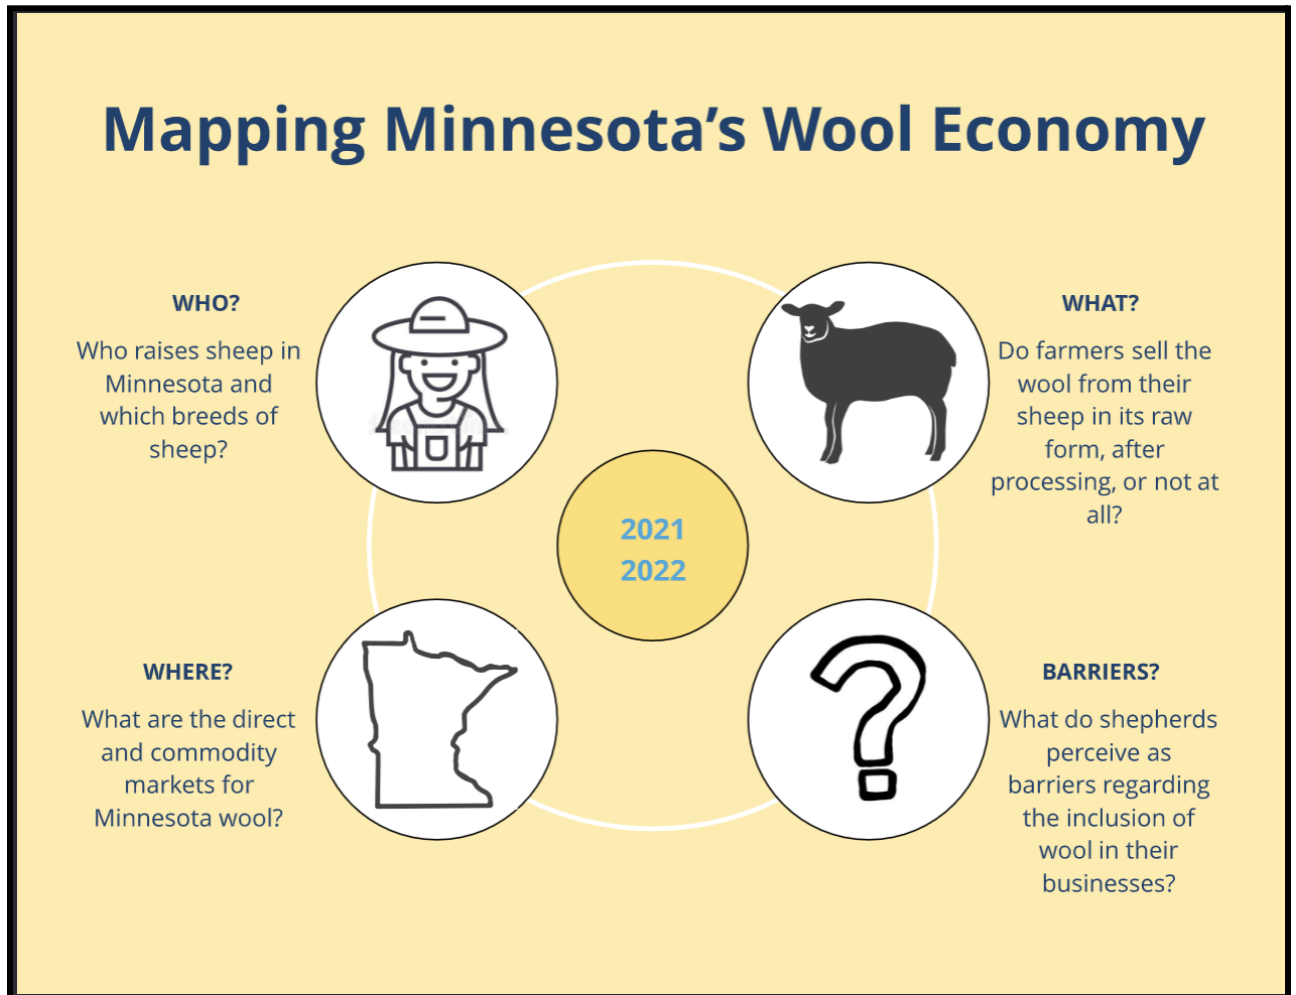 Mapping Minnesota’s Wool Economy
WHO?
Who raises sheep in
Minnesota and
which breeds of
sheep?
WHAT?
Do farmers sell the
wool from their
sheep in its raw
form, after
processing, or not at
all?
2021
2022
WHERE?
What are the direct
and commodity
markets for
Minnesota wool?
BARRIERS?
What do shepherds
perceive as
barriers regarding
the inclusion of
wool in their
businesses?